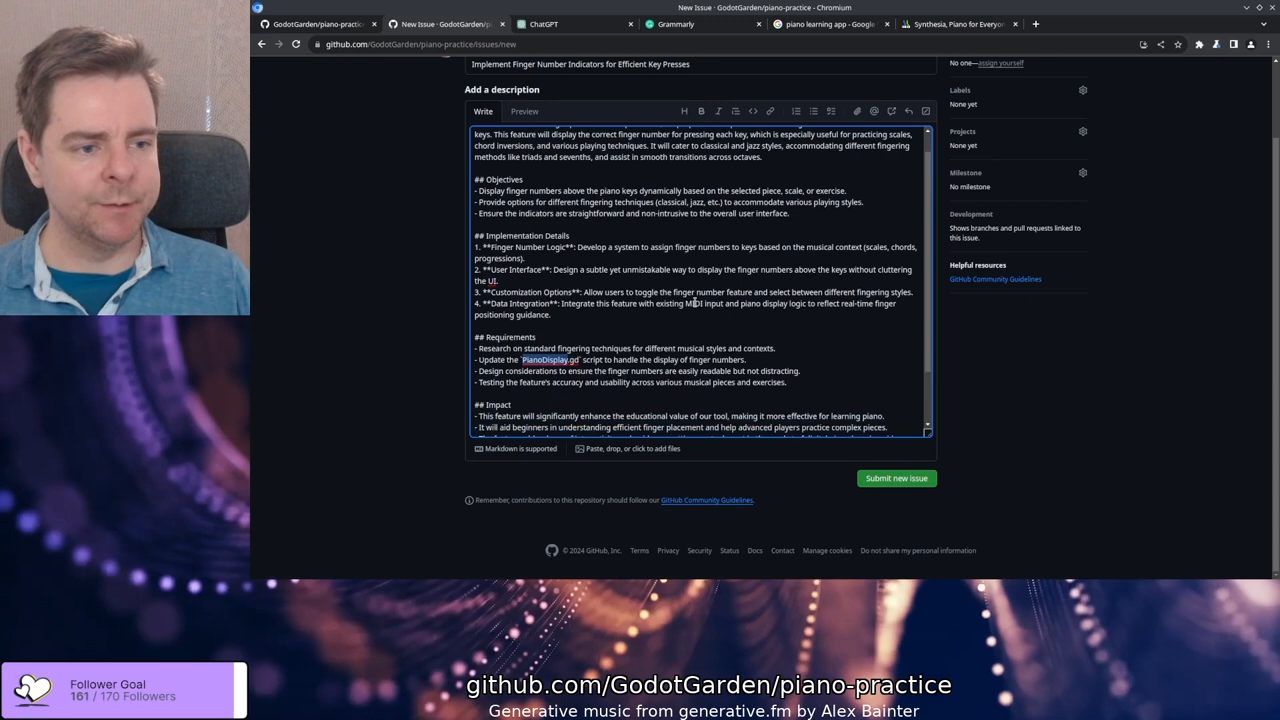 New Issue · GodotGarden/piano-practice - Chromium
GodotGarden/piano-practic
New Issue · GodotGarden/p
ChatGPT
Grammarly
piano learning app - Google
Synthesia, Piano for Everyon
github.com/GodotGarden/piano-practice/issues/new
Implement Finger Number Indicators for Efficient Key Presses
Add a description
Write
Preview
keys. This feature will display the correct finger number for pressing each key, which is especially useful for practicing scales,
chord inversions, and various playing techniques. It will cater to classical and jazz styles, accommodating different fingering
methods like triads and sevenths, and assist in smooth transitions across octaves.
## Objectives
- Display finger numbers above the piano keys dynamically based on the selected piece, scale, or exercise.
- Provide options for different fingering techniques (classical, jazz, etc.) to accommodate various playing styles.
- Ensure the indicators are straightforward and non-intrusive to the overall user interface.
## Implementation Details
1. **Finger Number Logic**: Develop a system to assign finger numbers to keys based on the musical context (scales, chords,
progressions).
2. **User Interface**: Design a subtle yet unmistakable way to display the finger numbers above the keys without cluttering
the UI.
3. **Customization Options**: Allow users to toggle the finger number feature and select between different fingering styles.
4. **Data Integration**: Integrate this feature with existing MIDI input and piano display logic to reflect real-time finger
positioning guidance.
## Requirements
- Research on standard fingering techniques for different musical styles and contexts.
- Update the `PianoDisplay.gd` script to handle the display of finger numbers.
- Design considerations to ensure the finger numbers are easily readable but not distracting.
- Testing the feature's accuracy and usability across various musical pieces and exercises.
## Impact
- This feature will significantly enhance the educational value of our tool, making it more effective for learning piano.
- It will aid beginners in understanding efficient finger placement and help advanced players practice complex pieces.
Markdown is supported
Paste, drop, or click to add files
Submit new issue
Remember, contributions to this repository should follow our GitHub Community Guidelines.
No one—assign yourself
Labels
None yet
Projects
None yet
Milestone
No milestone
Development
Shows branches and pull requests linked to
this issue.
Helpful resources
GitHub Community Guidelines
© 2024 GitHub, Inc.
Terms
Privacy
Security
Status
Docs
Contact
Manage cookies
Do not share my personal information
Follower Goal
161 / 170 Followers
github.com/GodotGarden/piano-practice
Generative music from generative.fm by Alex Bainter